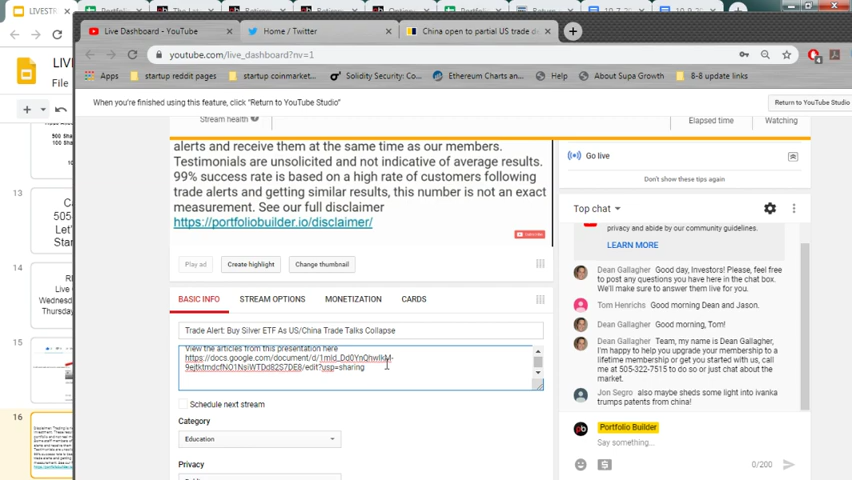 LIVESTR
Portfoli
Live Dashboard - YouTube
Home / Twitter
China open to partial US trade de
youtube.com/live_dashboard?nv=1
LIV
File
Apps
startup reddit pages
startup coinmarket...
Solidity Security: Co
Ethereum Charts an
Help
About Supa Growth
8-8 update links
When you're finished using this feature, click "Return to YouTube Studio"
Return to YouTube Studio
Stream health
Elapsed time
Watching
alerts and receive them at the same time as our members.
Testimonials are unsolicited and not indicative of average results.
99% success rate is based on a high rate of customers following
trade alerts and getting similar results, this number is not an exact
measurement. See our full disclaimer
https://portfoliobuilder.io/disclaimer/
Play ad
Create highlight
Change thumbnail
BASIC INFO
STREAM OPTIONS
MONETIZATION
CARDS
Trade Alert: Buy Silver ETF As US/China Trade Talks Collapse
View the articles from this presentation here
Schedule next stream
Category
Education
Privacy
Go live
Don't show these tips again
Top chat
privacy and abide by our community guidelines.
LEARN MORE
Dean Gallagher Good day, Investors! Please, feel free
to post any questions you have here in the chat box.
We'll make sure to answer them live for you.
Tom Henrichs Good morning Dean and Jason.
Dean Gallagher Good morning, Tom!
Dean Gallagher Team, my name is Dean Gallagher,
I'm happy to help you upgrade your membership to a
lifetime membership or get you started with us, call
me at 505-322-7515 to do so or just chat about the
market.
Jon Segro also maybe sheds some light into ivanka
trumps patents from china!
Portfolio Builder
Say something...
0/200
13
14
15
16